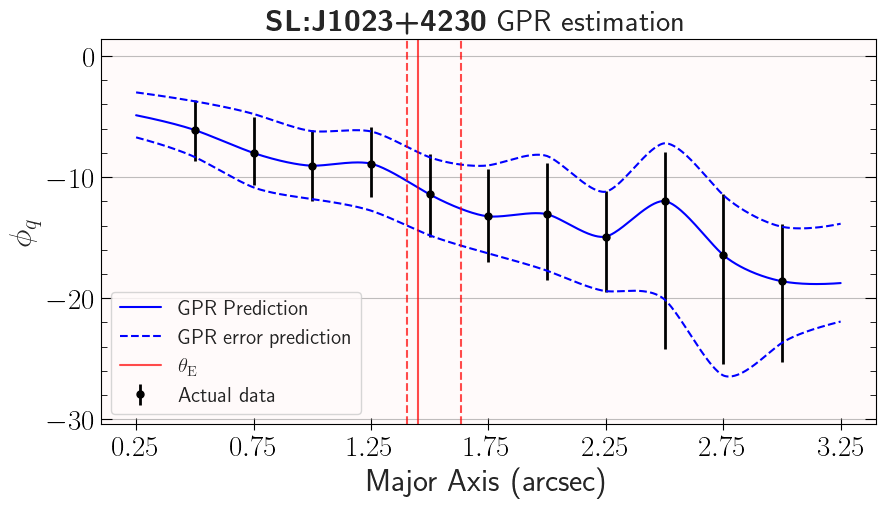 SL:J1023+4230 GPR estimation
0
−10
−20
−30
ϕq
GPR Prediction
GPR error prediction
θE
Actual data
0.25 0.75 1.25 1.75 2.25 2.75 3.25
Major Axis (arcsec)